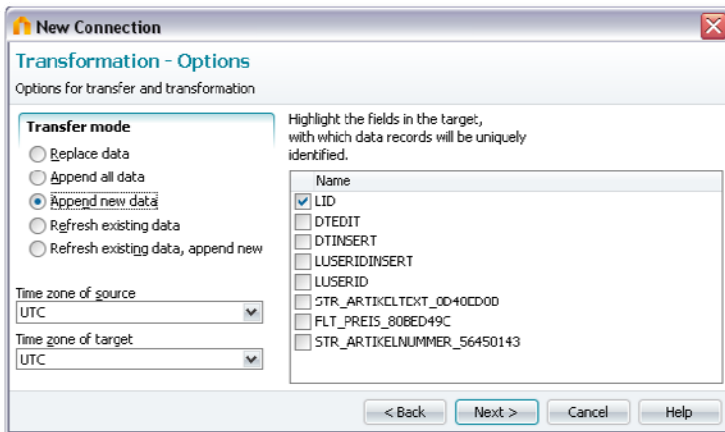 New Connection
Transformation - Options
Options for transfer and transformation
Transfer mode
Replace data
Append all data
Append new data
Refresh existing data
Refresh existing data, append new
Time zone of source
UTC
Time zone of target
UTC
Highlight the fields in the target,
with which data records will be uniquely
identified.
Name
LID
DTEDIT
DTINSERT
LUSERIDINSERT
LUSERID
STR_ARTIKELTEXT_0D40ED0D
FLT_PREIS_80BED49C
STR_ARTIKELNUMMER_56450143
< Back
Next >
Cancel
Help